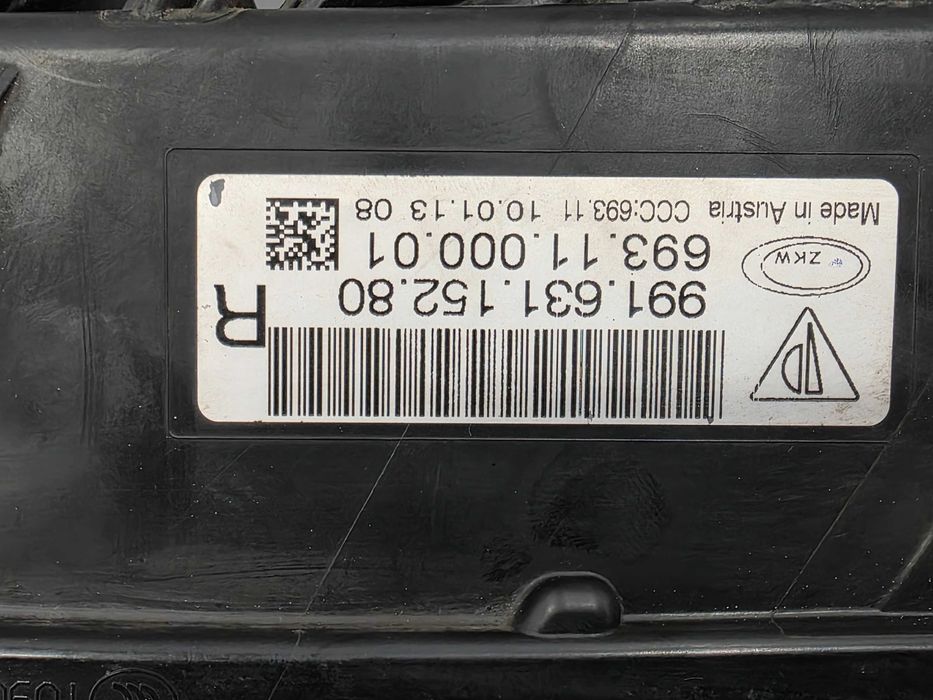 R
991.631.152.80
ZKW
693.11.000.01
Made in Austria CCC:693.11 10.01.13 08